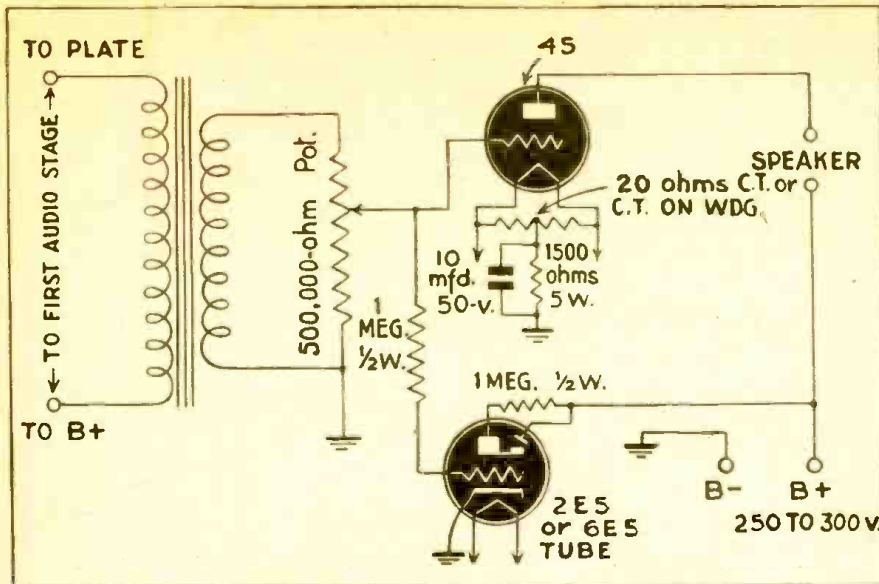 TO PLATE
TO FIRST AUDIO STAGE
TO B+
500,000-ohm Pot.
1
MEG.
½W.
45
SPEAKER
20 ohms C.T. or
C.T. ON WDG.
10
mfd.
50-v.
1500
ohms
5 W.
1 MEG. ½W.
2E5
or 6E5
TUBE
B-
B+
250 TO 300 v.